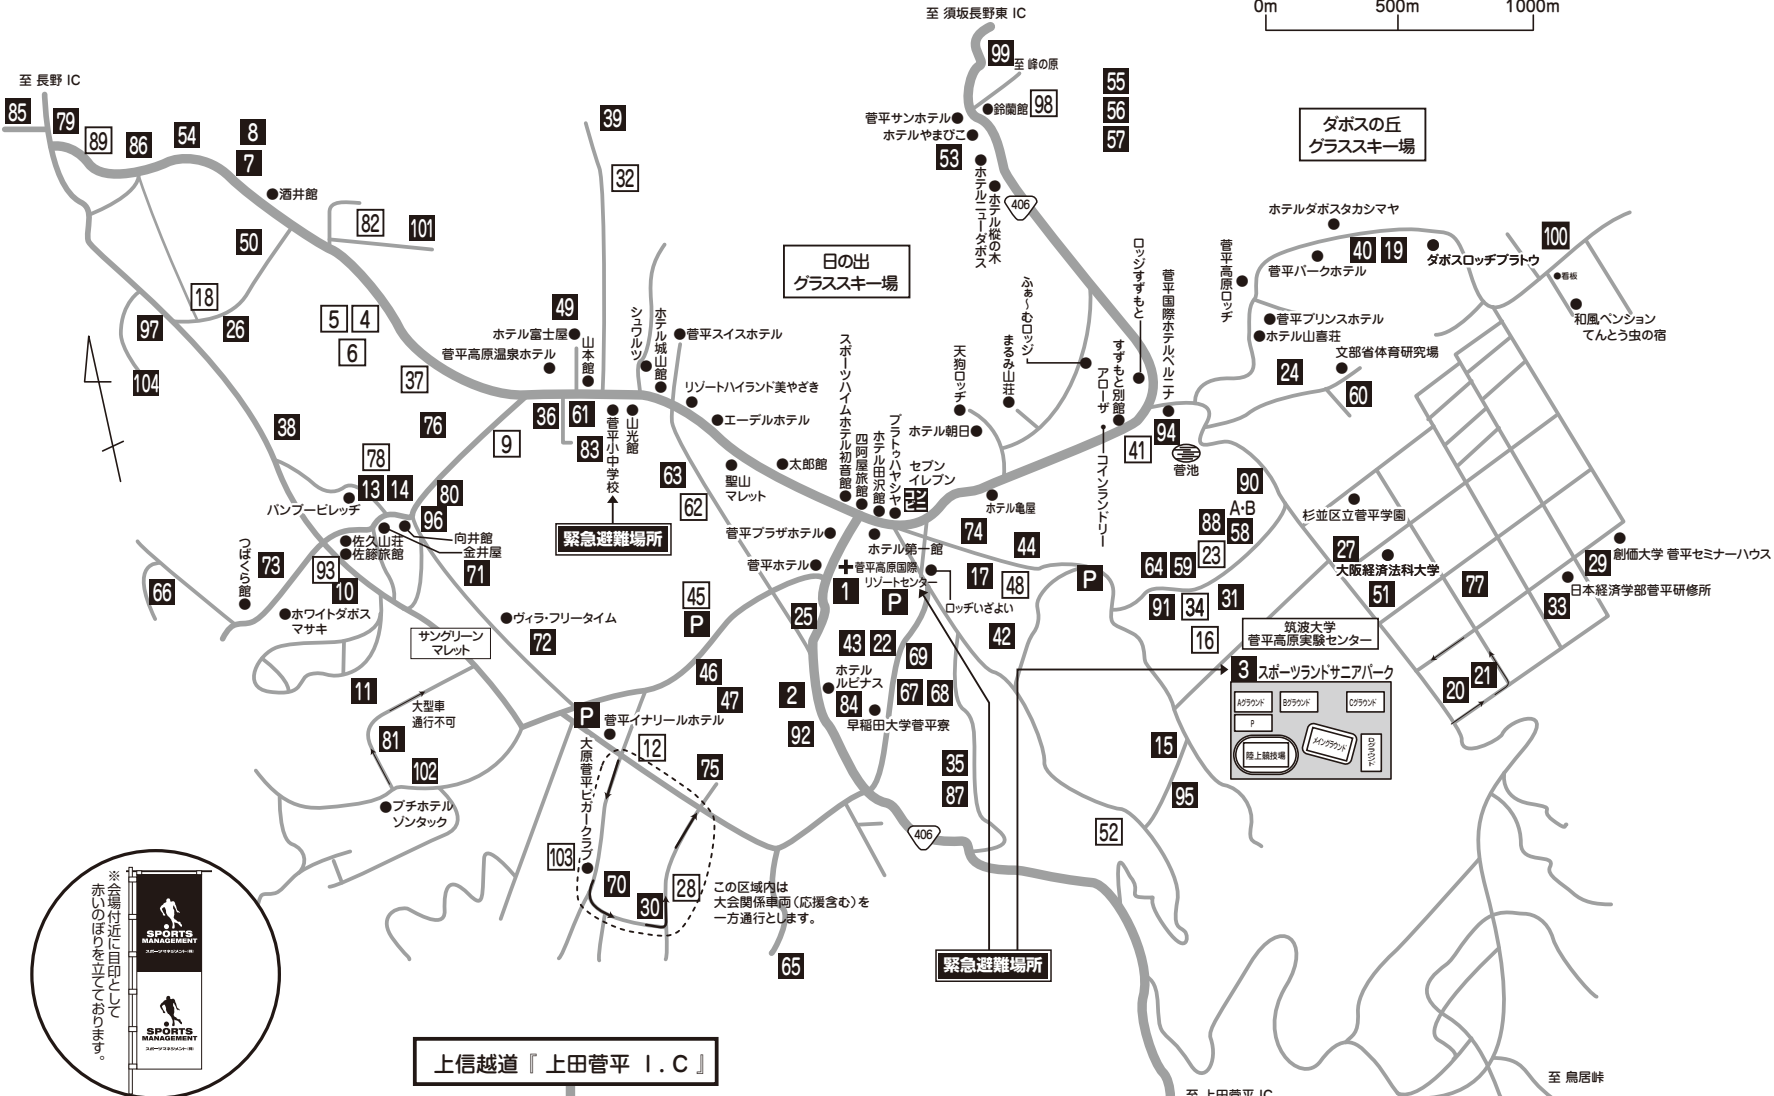 0m 500m 1000m
至 須坂長野東 IC
至 長野 IC
99
至 峰の原
85
79
89
86
54
8
7
39
鈴蘭館
98
55
56
57
菅平サンホテル
ホテルやまびこ
53
ダボスの丘
グラススキー場
酒井館
32
ホテルニューダボス
ホテル樅の木
406
82
101
50
日の出
グラススキー場
ホテルダボスタカシマヤ
菅平高原ロッヂ
40
19
ダボスロッヂプラトウ
100
菅平パークホテル
看板
18
26
97
5
4
6
49
ホテル富士屋
山本館
シュワルツ
ホテル城山館
菅平スイスホテル
ふぁ〜むロッジ
ロッジすずもと
菅平国際ホテルベルニナ
菅平プリンスホテル
ホテル山喜荘
和風ペンション
てんとう虫の宿
菅平高原温泉ホテル
文部省体育研究場
24
60
104
37
スポーツハイムホテル初音館
四阿屋旅館
ホテル田沢館
プラトゥハヤシヤ
天狗ロッヂ
まるみ山荘
すずもと別館
アローザ
リゾートハイランド美やざき
エーデルホテル
38
76
9
36
61
83
菅平小中学校
山光館
ホテル朝日
コインランドリー
41
94
菅池
78
13
14
80
96
バンブービレッヂ
63
62
聖山
マレット
太郎館
セブン
イレブン
コンビニ
ホテル亀屋
90
A・B
88
58
23
杉並区立菅平学園
緊急避難場所
佐久山荘
佐藤旅館
向井館
金井屋
71
つばくら館
73
93
10
66
菅平プラザホテル
菅平ホテル
ホテル第一館
74
44
菅平高原国際
リゾートセンター
1
P
17
48
ロッヂいざよい
P
64
59
27
大阪経済法科大学
51
77
29
創価大学 菅平セミナーハウス
33
日本経済学部菅平研修所
ホワイトダボス
マサキ
サングリーン
マレット
ヴィラ・フリータイム
72
45
P
25
43
22
69
42
91
34
31
16
筑波大学
菅平高原実験センター
3
スポーツランドサニアパーク
Aグラウンド
Bグラウンド
Cグラウンド
P
メイングラウンド
Dグラウンド
陸上競技場
20
21
11
大型車
通行不可
81
102
46
47
2
ホテル
ルビナス
84
67
68
早稲田大学菅平寮
92
P
菅平イナリールホテル
12
大原菅平ビガークラブ
75
35
87
15
95
プチホテル
ゾンタック
406
52
103
70
30
28
この区域内は
大会関係車両（応援含む）を
一方通行とします。
65
緊急避難場所
※会場付近に目印として
赤いのぼりを立てております。
SPORTS
MANAGEMENT
スポーツマネジメント（株）
SPORTS
MANAGEMENT
スポーツマネジメント（株）
上信越道『 上田菅平 I . C 』
至 上田菅平 IC
至 鳥居峠